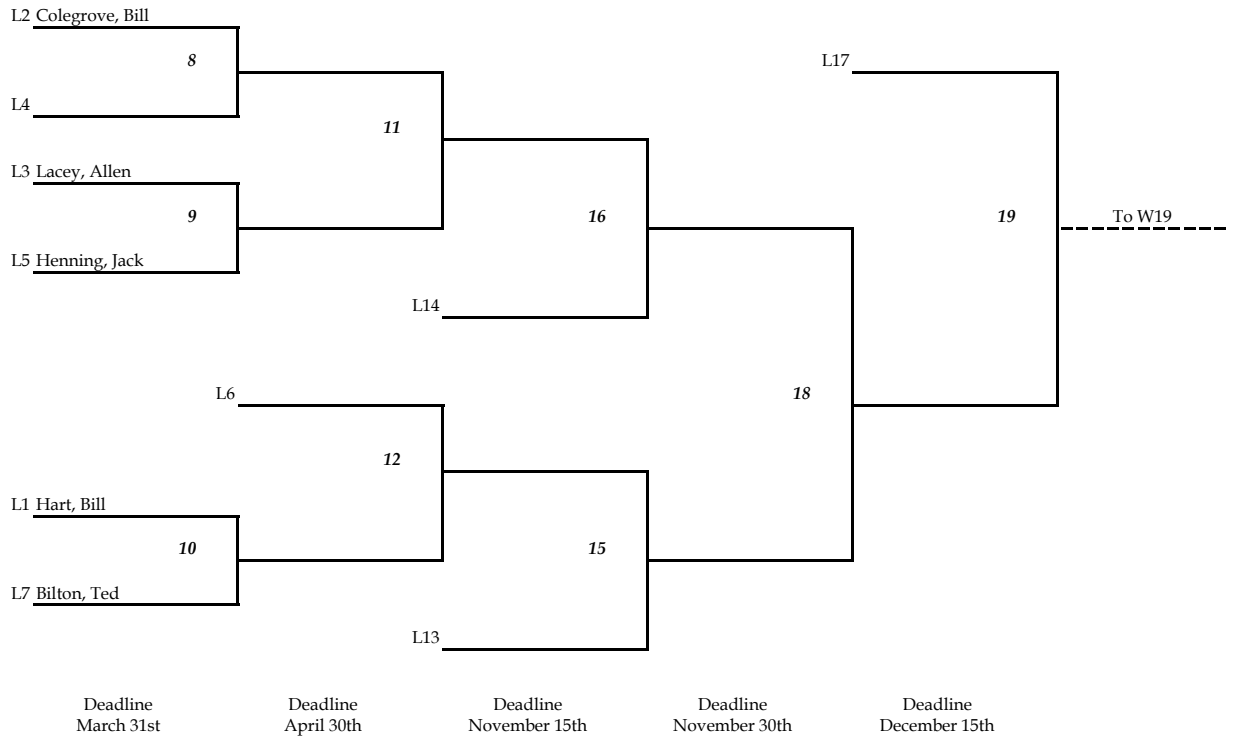 L2 Colegrove, Bill
8
L17
L4
11
L3 Lacey, Allen
9
16
19
To W19
L5 Henning, Jack
L14
L6
18
12
L1 Hart, Bill
10
15
L7 Bilton, Ted
L13
Deadline Deadline Deadline Deadline Deadline
March 31st April 30th November 15th November 30th December 15th